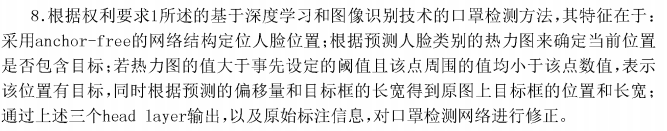 8.根据权利要求1所述的基于深度学习和图像识别技术的口罩检测方法,其特征在于:
采用anchor-free的网络结构定位人脸位置;根据预测人脸类别的热力图来确定当前位置
是否包含目标;若热力图的值大于事先设定的阈值且该点周围的值均小于该点数值,表示
该位置有目标,同时根据预测的偏移量和目标框的长宽得到原图上目标框的位置和长宽;
通过上述三个head layer输出,以及原始标注信息,对口罩检测网络进行修正。